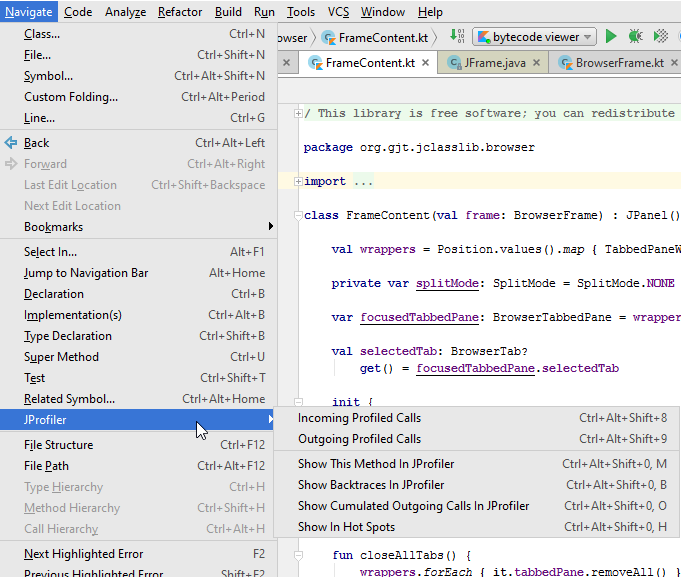 Navigate Code Analyze Refactor Build Run Tools VCS Window Help
Class... Ctrl+N
File... Ctrl+Shift+N
Symbol... Ctrl+Alt+Shift+N
Custom Folding... Ctrl+Alt+Period
Line... Ctrl+G
Back Ctrl+Alt+Left
Forward Ctrl+Alt+Right
Last Edit Location Ctrl+Shift+Backspace
Next Edit Location
Bookmarks
Select In... Alt+F1
Jump to Navigation Bar Alt+Home
Declaration Ctrl+B
Implementation(s) Ctrl+Alt+B
Type Declaration Ctrl+Shift+B
Super Method Ctrl+U
Test Ctrl+Shift+T
Related Symbol... Ctrl+Alt+Home
JProfiler
File Structure Ctrl+F12
File Path Ctrl+Alt+F12
Type Hierarchy Ctrl+H
Method Hierarchy Ctrl+Shift+H
Call Hierarchy Ctrl+Alt+H
Next Highlighted Error F2
Previous Highlighted Error Shift+F2
Incoming Profiled Calls Ctrl+Alt+Shift+8
Outgoing Profiled Calls Ctrl+Alt+Shift+9
Show This Method In JProfiler Ctrl+Alt+Shift+0, M
Show Backtraces In JProfiler Ctrl+Alt+Shift+0, B
Show Cumulated Outgoing Calls In JProfiler Ctrl+Alt+Shift+0, O
Show In Hot Spots Ctrl+Alt+Shift+0, H
owser FrameContent.kt bytecode viewer
FrameContent.kt JFrame.java BrowserFrame.kt
/ This library is free software; you can redistribute
package org.gjt.jclasslib.browser
import ...
class FrameContent(val frame: BrowserFrame) : JPanel()
val wrappers = Position.values().map { TabbedPaneW
private var splitMode: SplitMode = SplitMode.NONE
var focusedTabbedPane: BrowserTabbedPane = wrapper
val selectedTab: BrowserTab?
get() = focusedTabbedPane.selectedTab
init {
fun closeAllTabs() {
wrappers.forEach { it.tabbedPane.removeAll() }